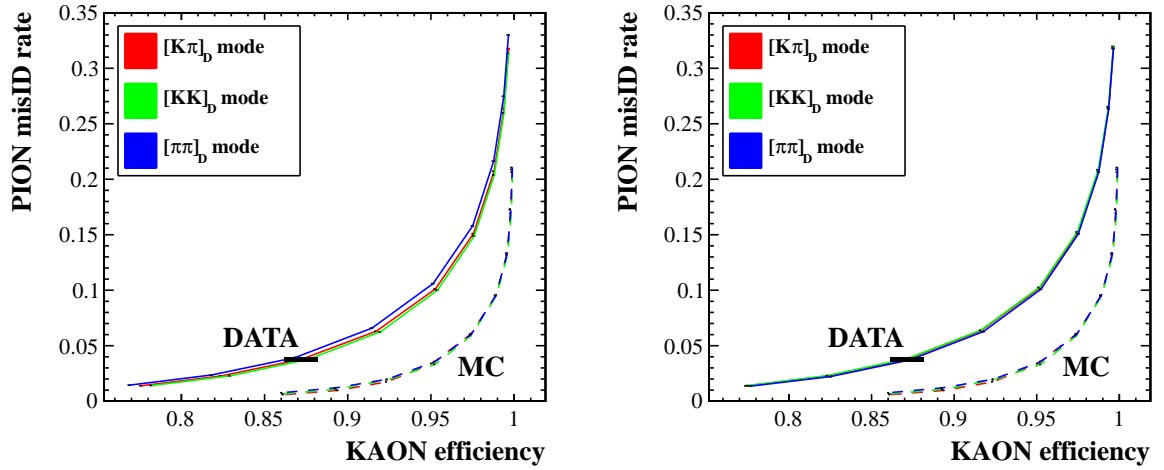 PION misID rate
0.35
0.3
0.25
0.2
0.15
0.1
0.05
0
[Kπ]D mode
[KK]D mode
[ππ]D mode
DATA
MC
0.8
0.85
0.9
0.95
1
KAON efficiency
PION misID rate
0.35
0.3
0.25
0.2
0.15
0.1
0.05
0
[Kπ]D mode
[KK]D mode
[ππ]D mode
DATA
MC
0.8
0.85
0.9
0.95
1
KAON efficiency